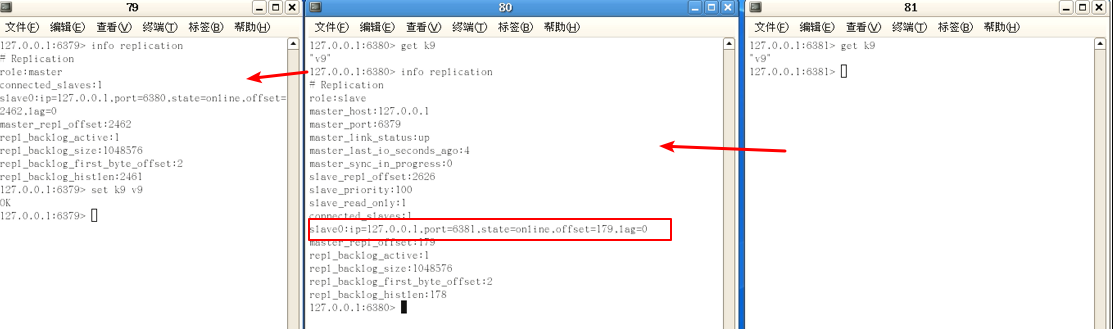 79
文件(F) 编辑(E) 查看(V) 终端(T) 标签(B) 帮助(H)
127.0.0.1:6379> info replication
# Replication
role:master
connected_slaves:1
slave0:ip=127.0.0.1,port=6380,state=online,offset=
2462,lag=0
master_repl_offset:2462
repl_backlog_active:1
repl_backlog_size:1048576
repl_backlog_first_byte_offset:2
repl_backlog_histlen:2461
127.0.0.1:6379> set k9 v9
OK
127.0.0.1:6379>
80
文件(F) 编辑(E) 查看(V) 终端(T) 标签(B) 帮助(H)
127.0.0.1:6380> get k9
"v9"
127.0.0.1:6380> info replication
# Replication
role:slave
master_host:127.0.0.1
master_port:6379
master_link_status:up
master_last_io_seconds_ago:4
master_sync_in_progress:0
slave_repl_offset:2626
slave_priority:100
slave_read_only:1
connected_slaves:1
slave0:ip=127.0.0.1,port=6381,state=online,offset=179,lag=0
master_repl_offset:179
repl_backlog_active:1
repl_backlog_size:1048576
repl_backlog_first_byte_offset:2
repl_backlog_histlen:178
127.0.0.1:6380>
81
文件(F) 编辑(E) 查看(V) 终端(T) 标签(B) 帮助(H)
127.0.0.1:6381> get k9
"v9"
127.0.0.1:6381>